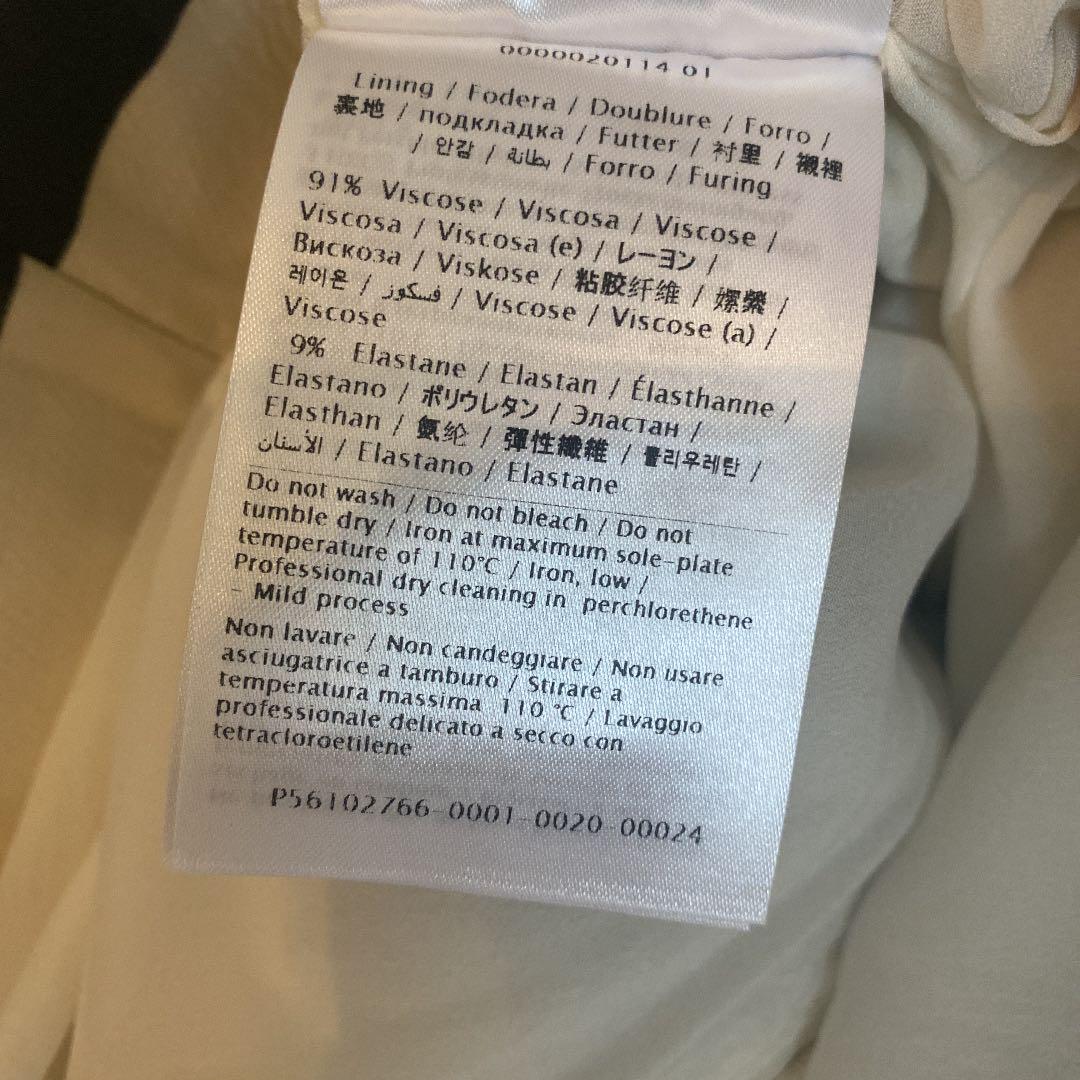 0000020114 01
Lining / Fodera / Doublure / Forro /
裏地 / подкладка / Futter / 衬里 / 襯裡
/ 안감 / بطانة / Forro / Furing
91% Viscose / Viscosa / Viscose /
Viscosa / Viscosa (e) / レーヨン /
Вискоза / Viskose / 粘胶纤维 / 嫘縈 /
레이온 / فسكوز / Viscose / Viscose (a) /
Viscose
9% Elastane / Elastan / Élasthanne /
Elastano / ポリウレタン / Эластан /
Elasthan / 氨纶 / 彈性纖維 / 폴리우레탄 /
الأسنان / Elastano / Elastane
Do not wash / Do not bleach / Do not
tumble dry / Iron at maximum sole-plate
temperature of 110°C / Iron, low /
Professional dry cleaning in perchlorethene
- Mild process
Non lavare / Non candeggiare / Non usare
asciugatrice a tamburo / Stirare a
temperatura massima 110 °C / Lavaggio
professionale delicato a secco con
tetracloroetilene
P56102766-0001-0020-00024